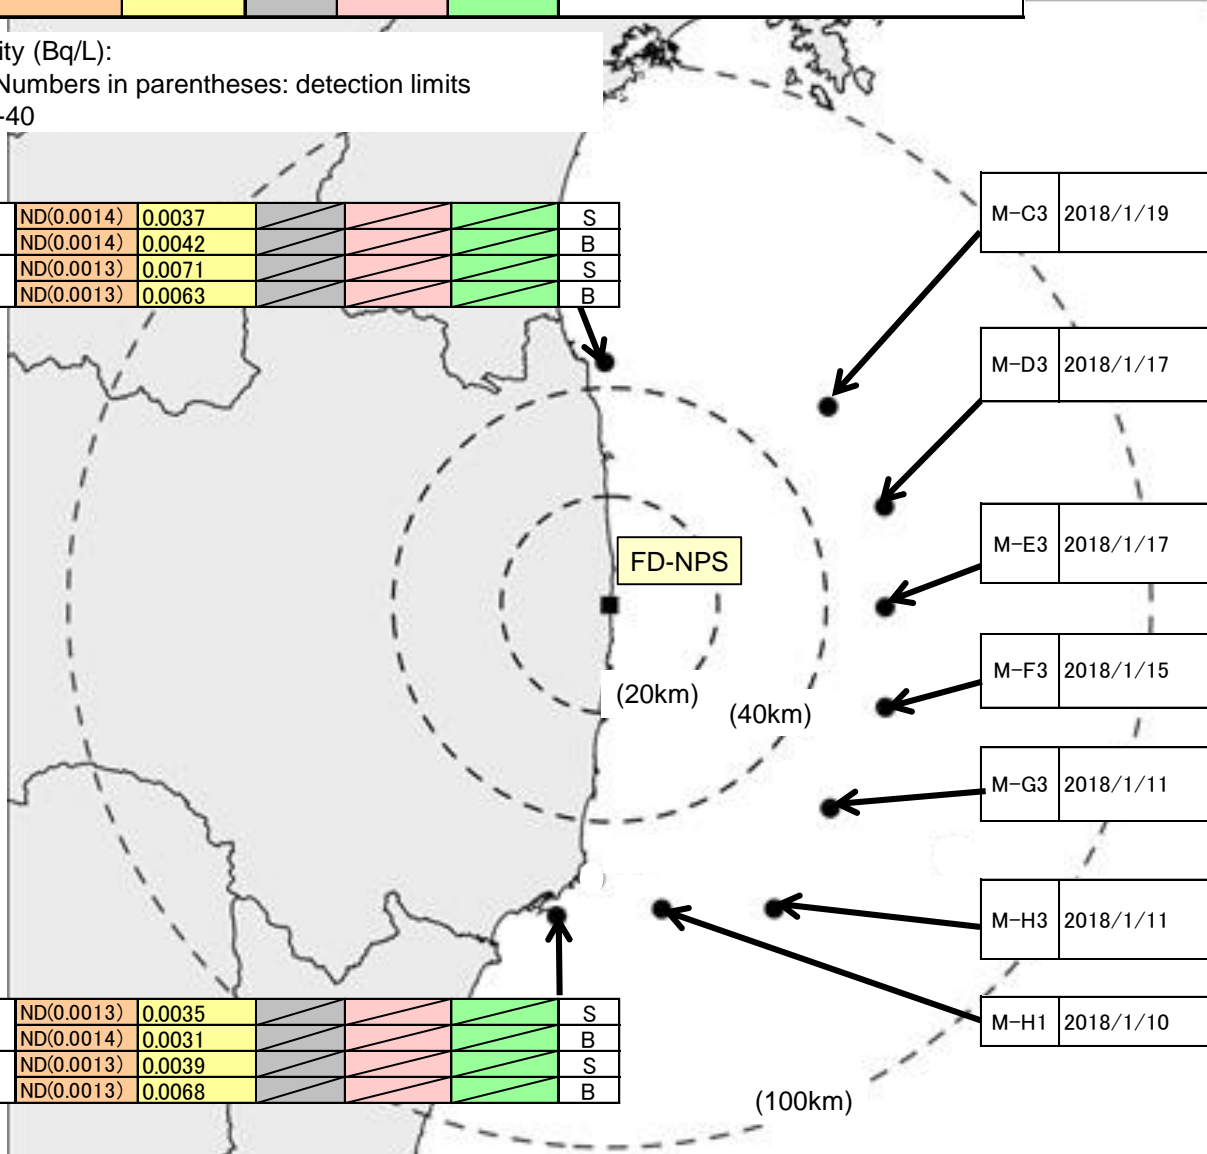 ity (Bq/L):
Numbers in parentheses: detection limits
-40
M-C3 2018/1/19
ND(0.0014) 0.0037 S
ND(0.0014) 0.0042 B
ND(0.0013) 0.0071 S
ND(0.0013) 0.0063 B
M-D3 2018/1/17
M-E3 2018/1/17
FD-NPS
M-F3 2018/1/15
(20km)
(40km)
M-G3 2018/1/11
M-H3 2018/1/11
ND(0.0013) 0.0035 S
ND(0.0014) 0.0031 B
ND(0.0013) 0.0039 S
ND(0.0013) 0.0068 B
M-H1 2018/1/10
(100km)